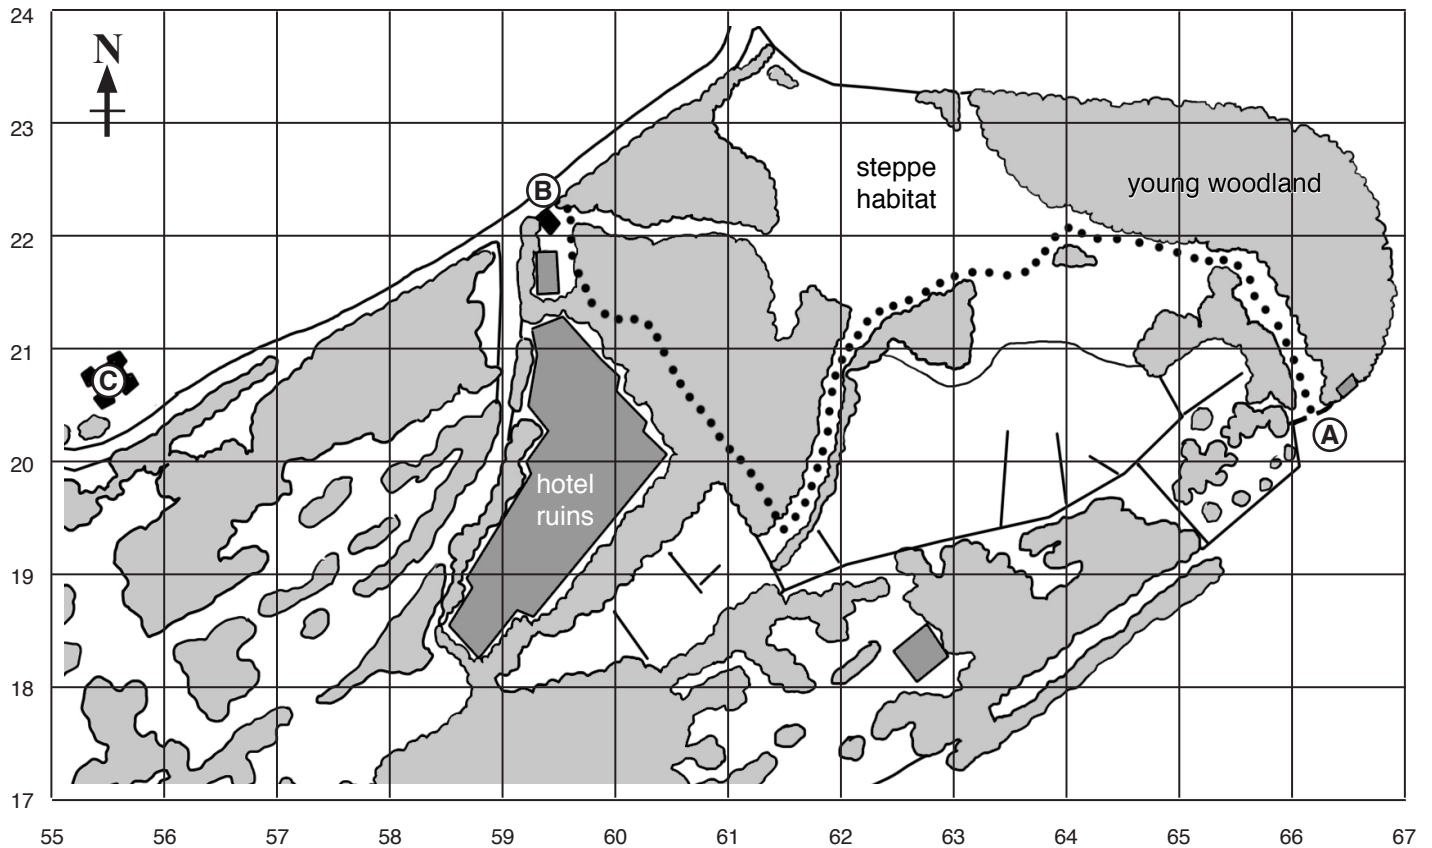 24
N
23
B
steppe
habitat
young woodland
22
21
C
A
20
hotel
ruins
19
18
17
55 56 57 58 59 60 61 62 63 64 65 66 67